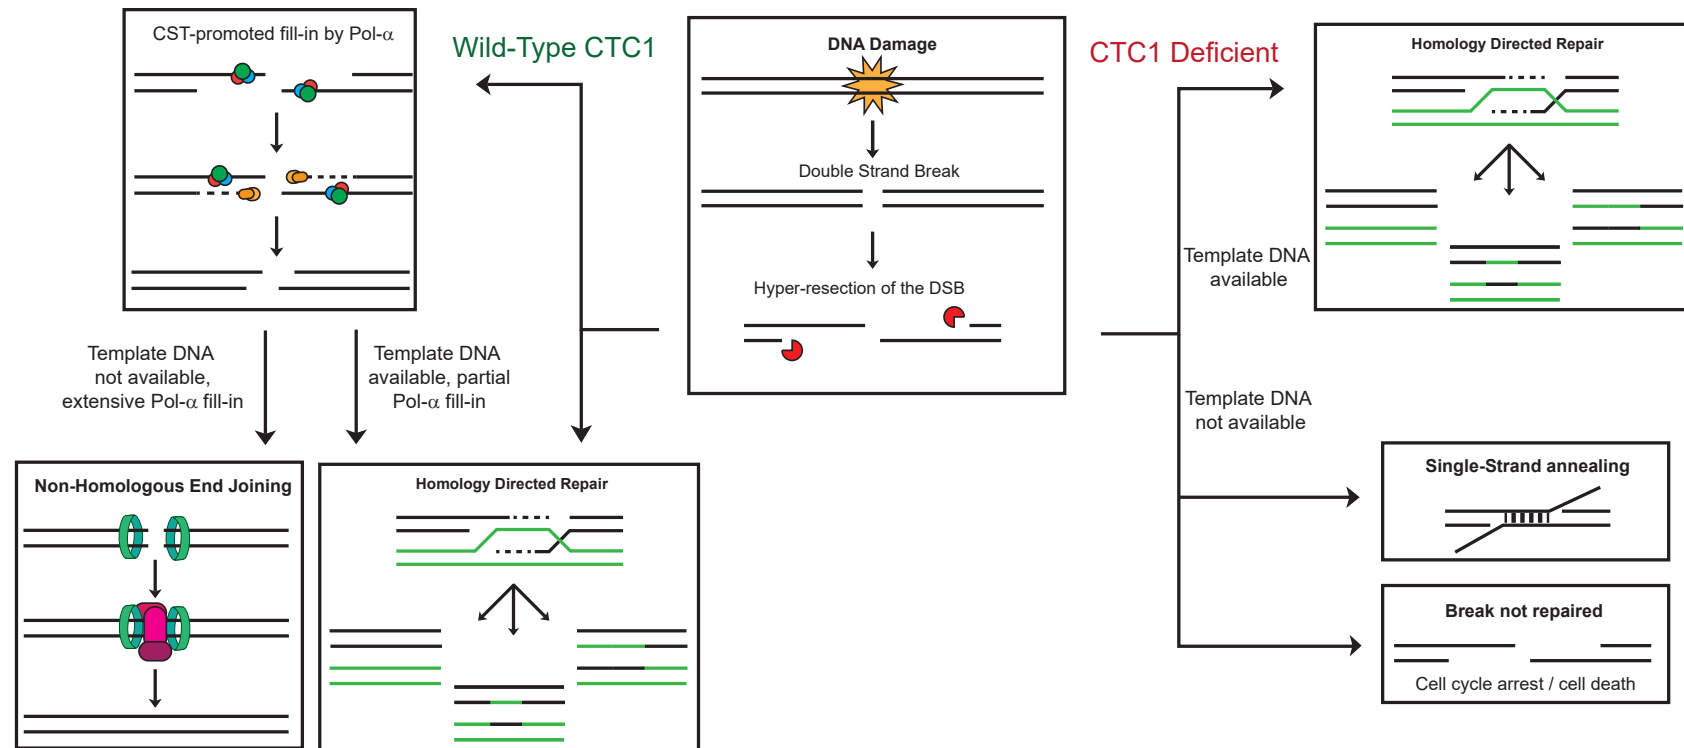 CST-promoted fill-in by Pol-α
Wild-Type CTC1
DNA Damage
Double Strand Break
Hyper-resection of the DSB
CTC1 Deficient
Homology Directed Repair
Template DNA
available
Template DNA
not available,
extensive Pol-α fill-in
Template DNA
available, partial
Pol-α fill-in
Template DNA
not available
Non-Homologous End Joining
Homology Directed Repair
Single-Strand annealing
Break not repaired
Cell cycle arrest / cell death